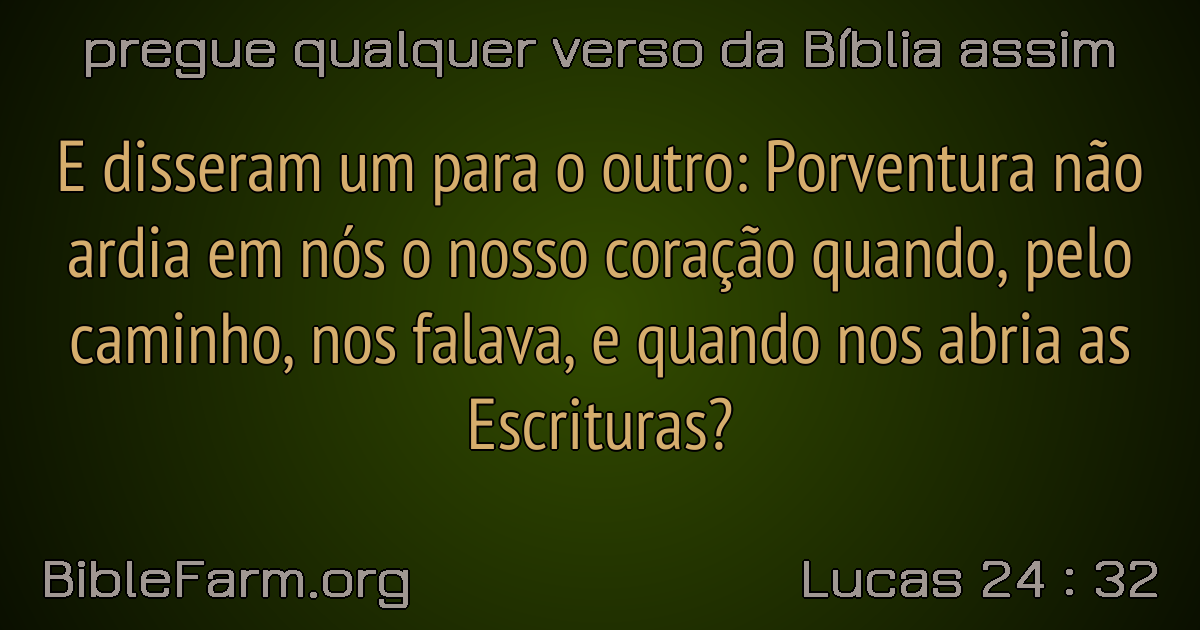 pregue qualquer verso da Bíblia assim
E disseram um para o outro: Porventura não
ardia em nós o nosso coração quando, pelo
caminho, nos falava, e quando nos abria as
Escrituras?
BibleFarm.org
Lucas 24 : 32